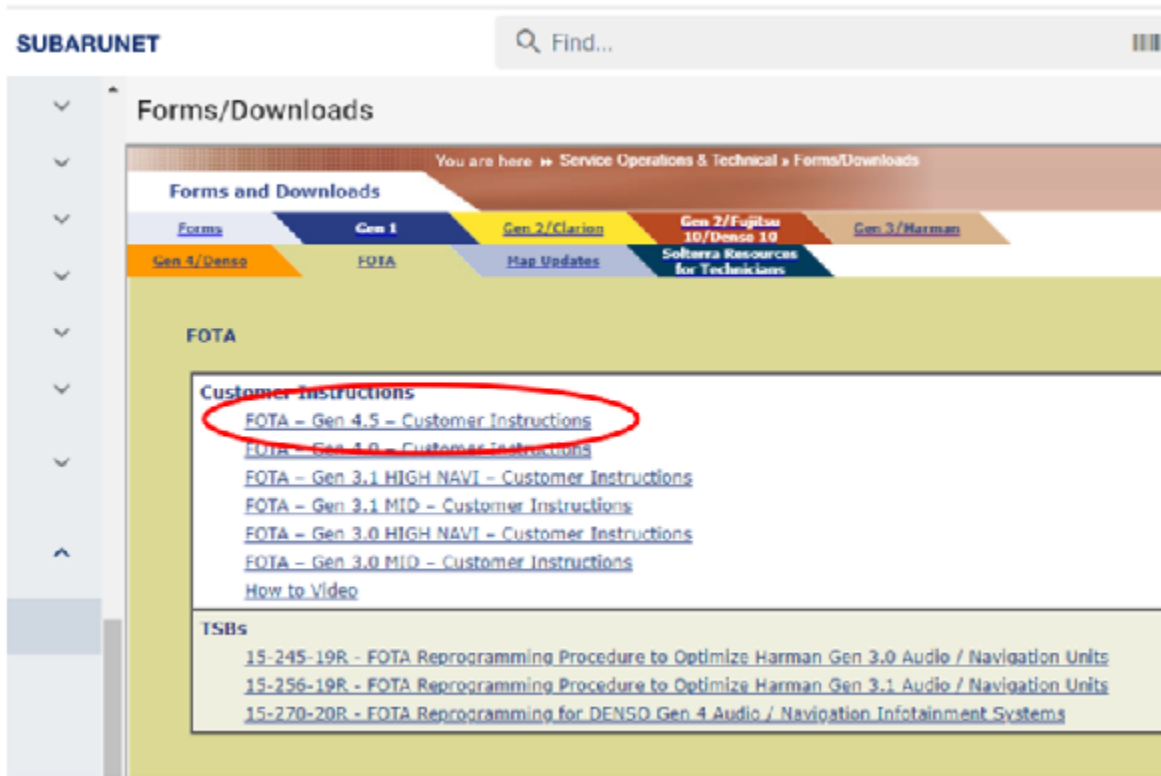 SUBARUNET
Find...
Forms/Downloads
You are here » Service Operations & Technical » Forms/Downloads
Forms and Downloads
Forms
Gen 1
Gen 2/Clarion
Gen 2/Fujitsu
10/Denso 10
Gen 3/Harman
Gen 4/Denso
FOTA
Map Updates
Solterra Resources
for Technicians
FOTA
Customer Instructions
FOTA – Gen 4.5 – Customer Instructions
FOTA – Gen 4.0 – Customer Instructions
FOTA – Gen 3.1 HIGH NAVI – Customer Instructions
FOTA – Gen 3.1 MID – Customer Instructions
FOTA – Gen 3.0 HIGH NAVI – Customer Instructions
FOTA – Gen 3.0 MID – Customer Instructions
How to Video
TSBs
15-245-19R - FOTA Reprogramming Procedure to Optimize Harman Gen 3.0 Audio / Navigation Units
15-256-19R - FOTA Reprogramming Procedure to Optimize Harman Gen 3.1 Audio / Navigation Units
15-270-20R - FOTA Reprogramming for DENSO Gen 4 Audio / Navigation Infotainment Systems